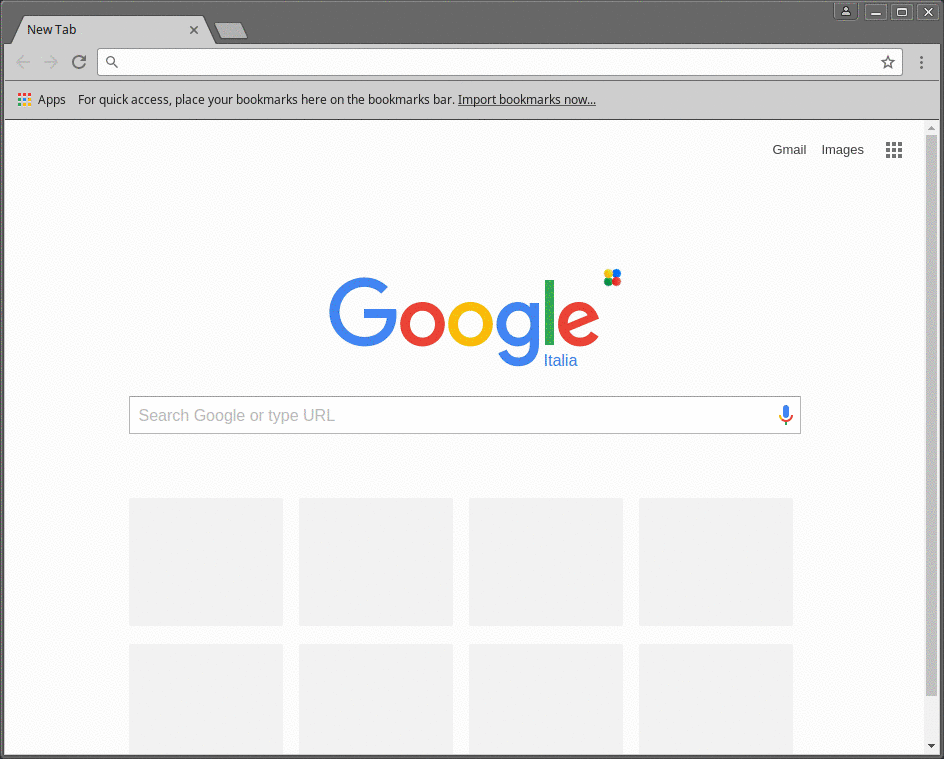 New Tab
Apps For quick access, place your bookmarks here on the bookmarks bar. Import bookmarks now...
Gmail Images
Google
Italia
Search Google or type URL